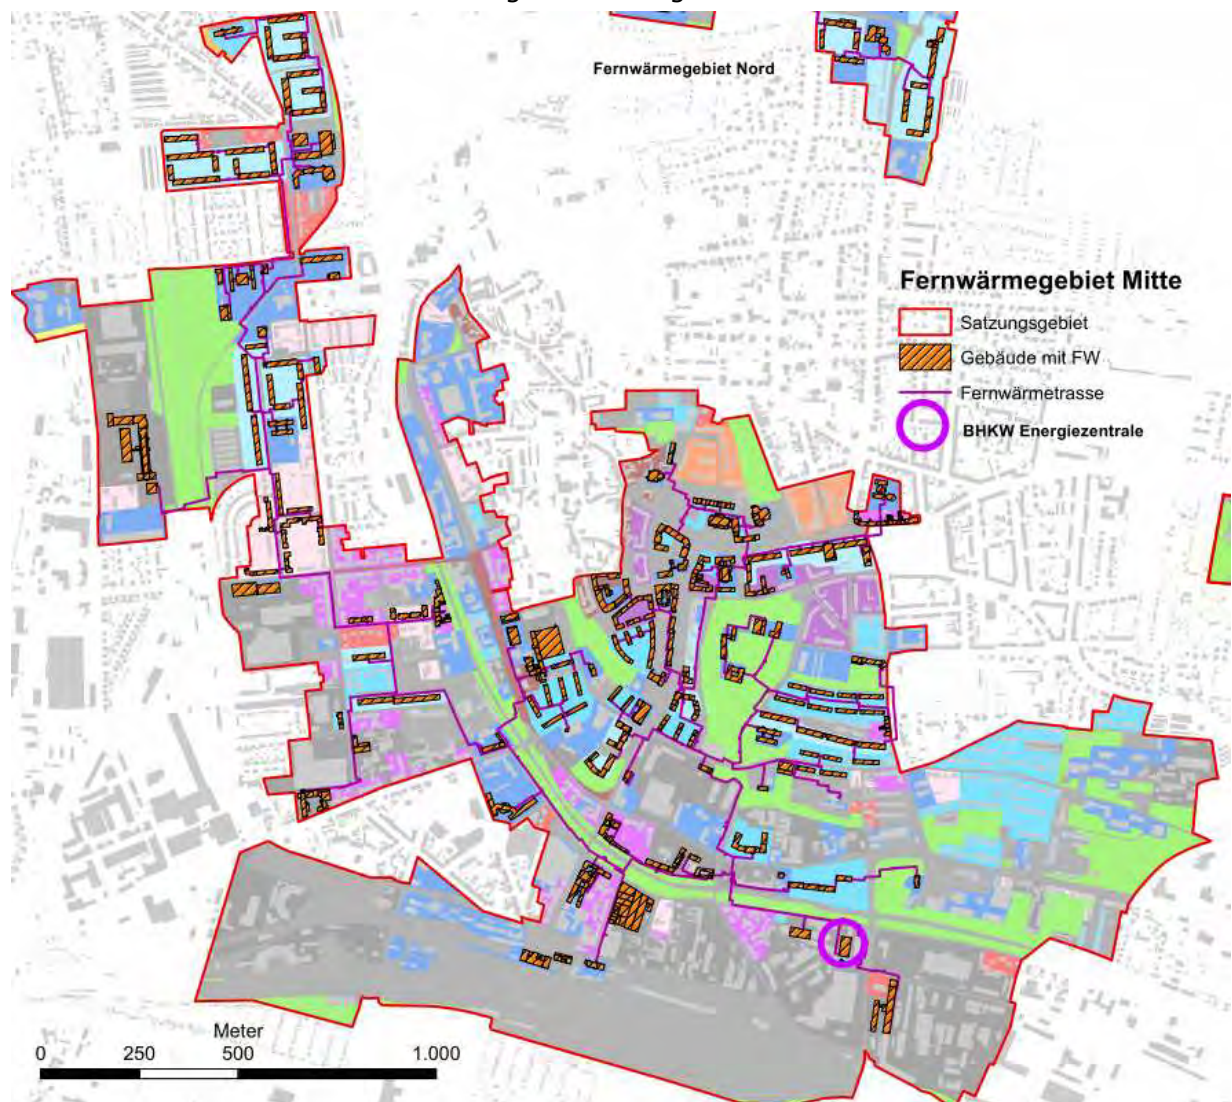 Fernwärmegebiet Nord
Fernwärmegebiet Mitte
Satzungsgebiet
Gebäude mit FW
Fernwärmetrasse
BHKW Energiezentrale
Meter
0 250 500 1.000